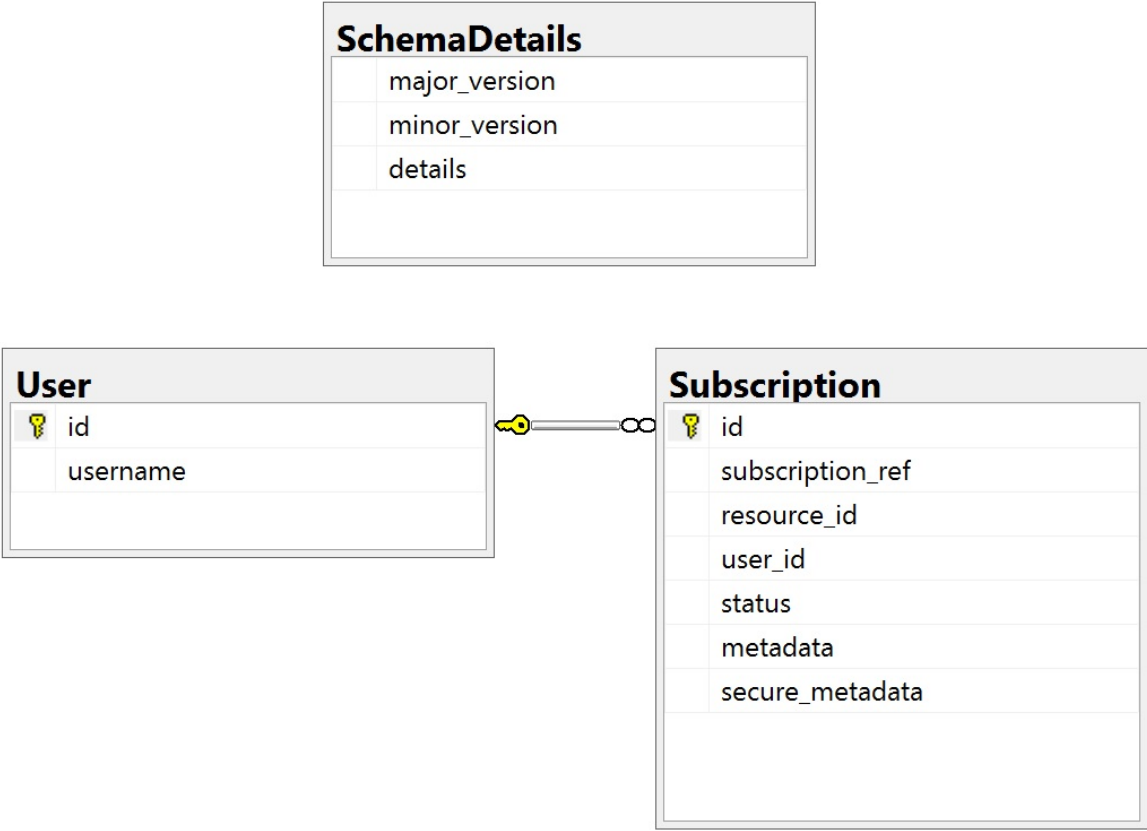 SchemaDetails
major_version
minor_version
details
User
id
username
Subscription
id
subscription_ref
resource_id
user_id
status
metadata
secure_metadata